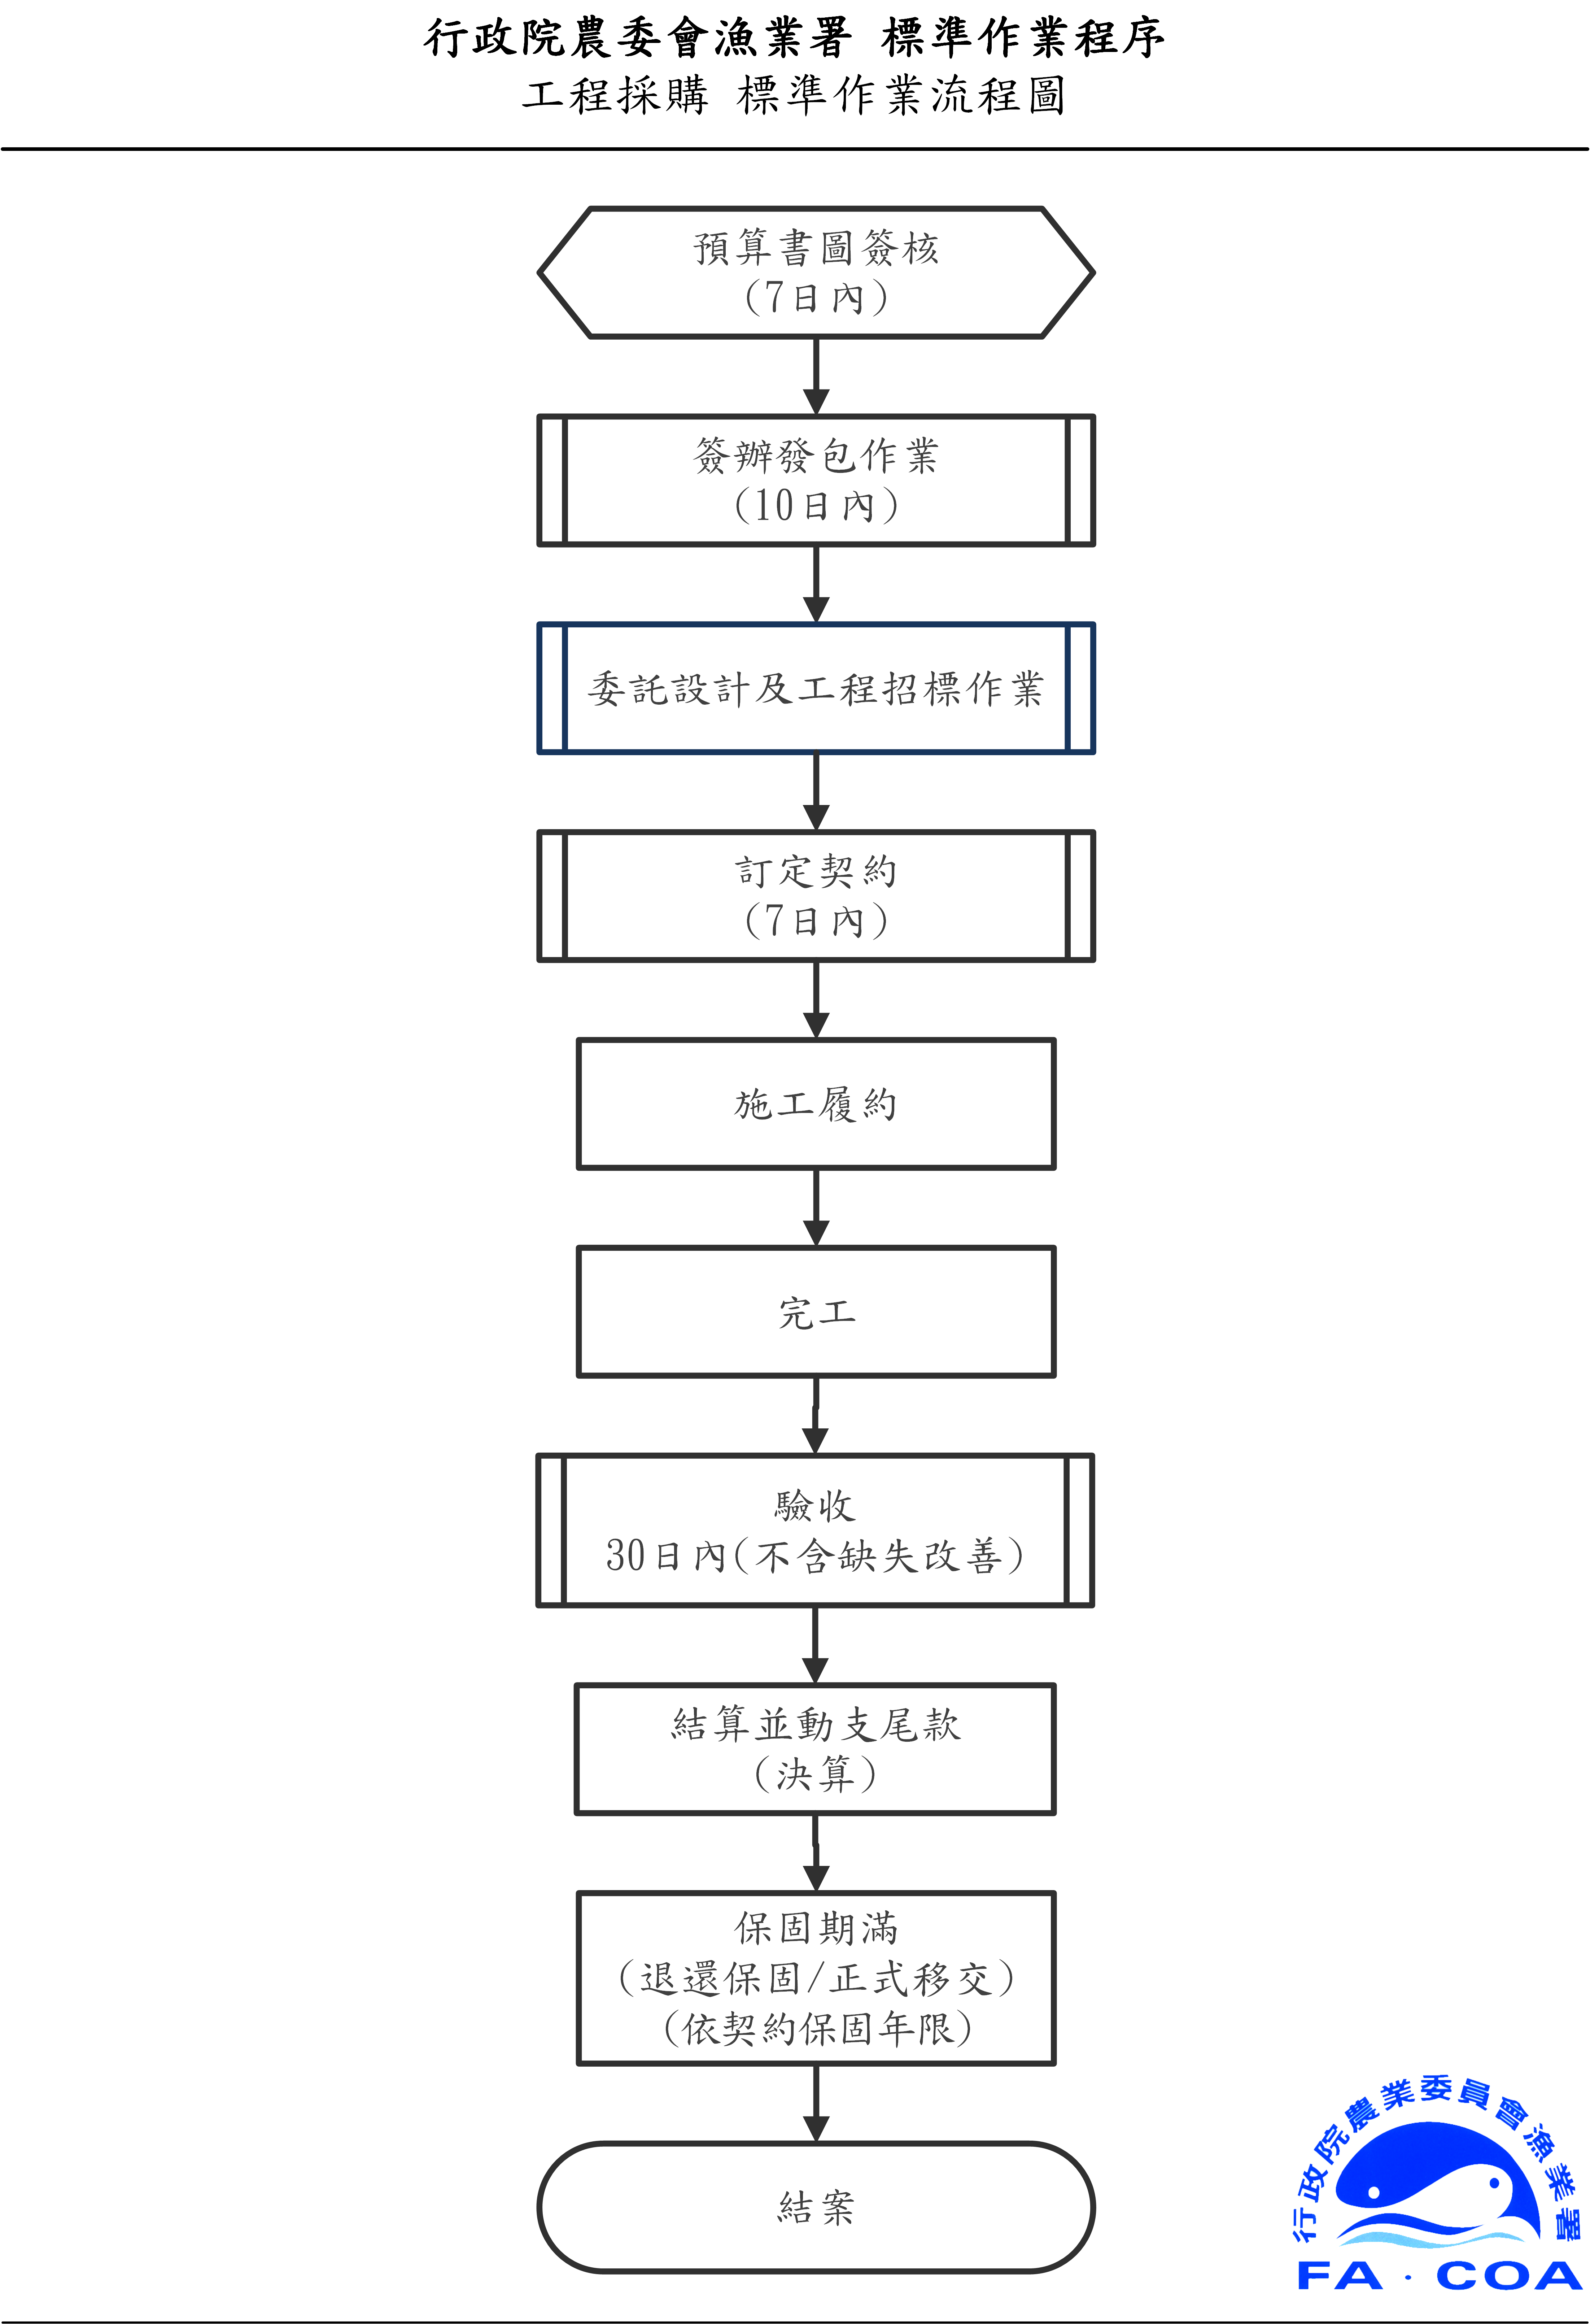 行政院農委會漁業署 標準作業程序
工程採購 標準作業流程圖
預算書圖簽核
(7日內)
簽辦發包作業
(10日內)
委託設計及工程招標作業
訂定契約
(7日內)
施工履約
完工
驗收
30日內(不含缺失改善)
結算並動支尾款
(決算)
保固期滿
(退還保固/正式移交)
(依契約保固年限)
結案
行政院農業委員會漁業署
FA·COA